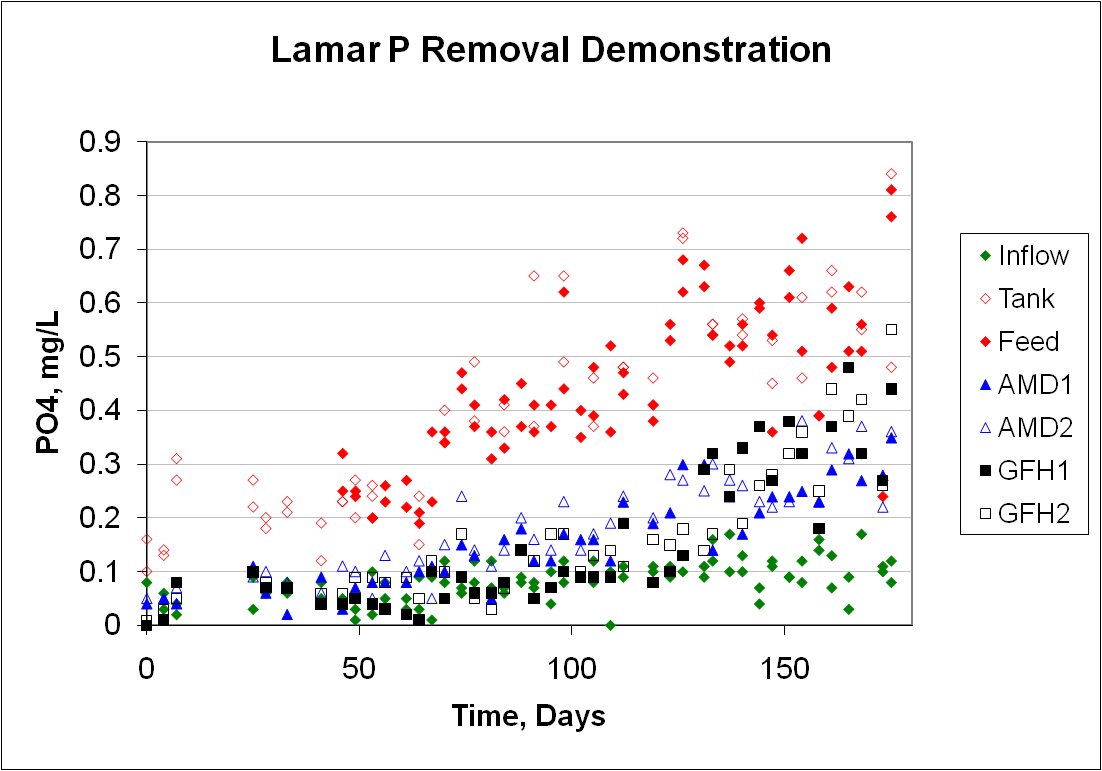 Lamar P Removal Demonstration
0.9
0.8
0.7
0.6
0.5
0.4
0.3
0.2
0.1
0
PO4, mg/L
0 50 100 150
Time, Days
Inflow
Tank
Feed
AMD1
AMD2
GFH1
GFH2